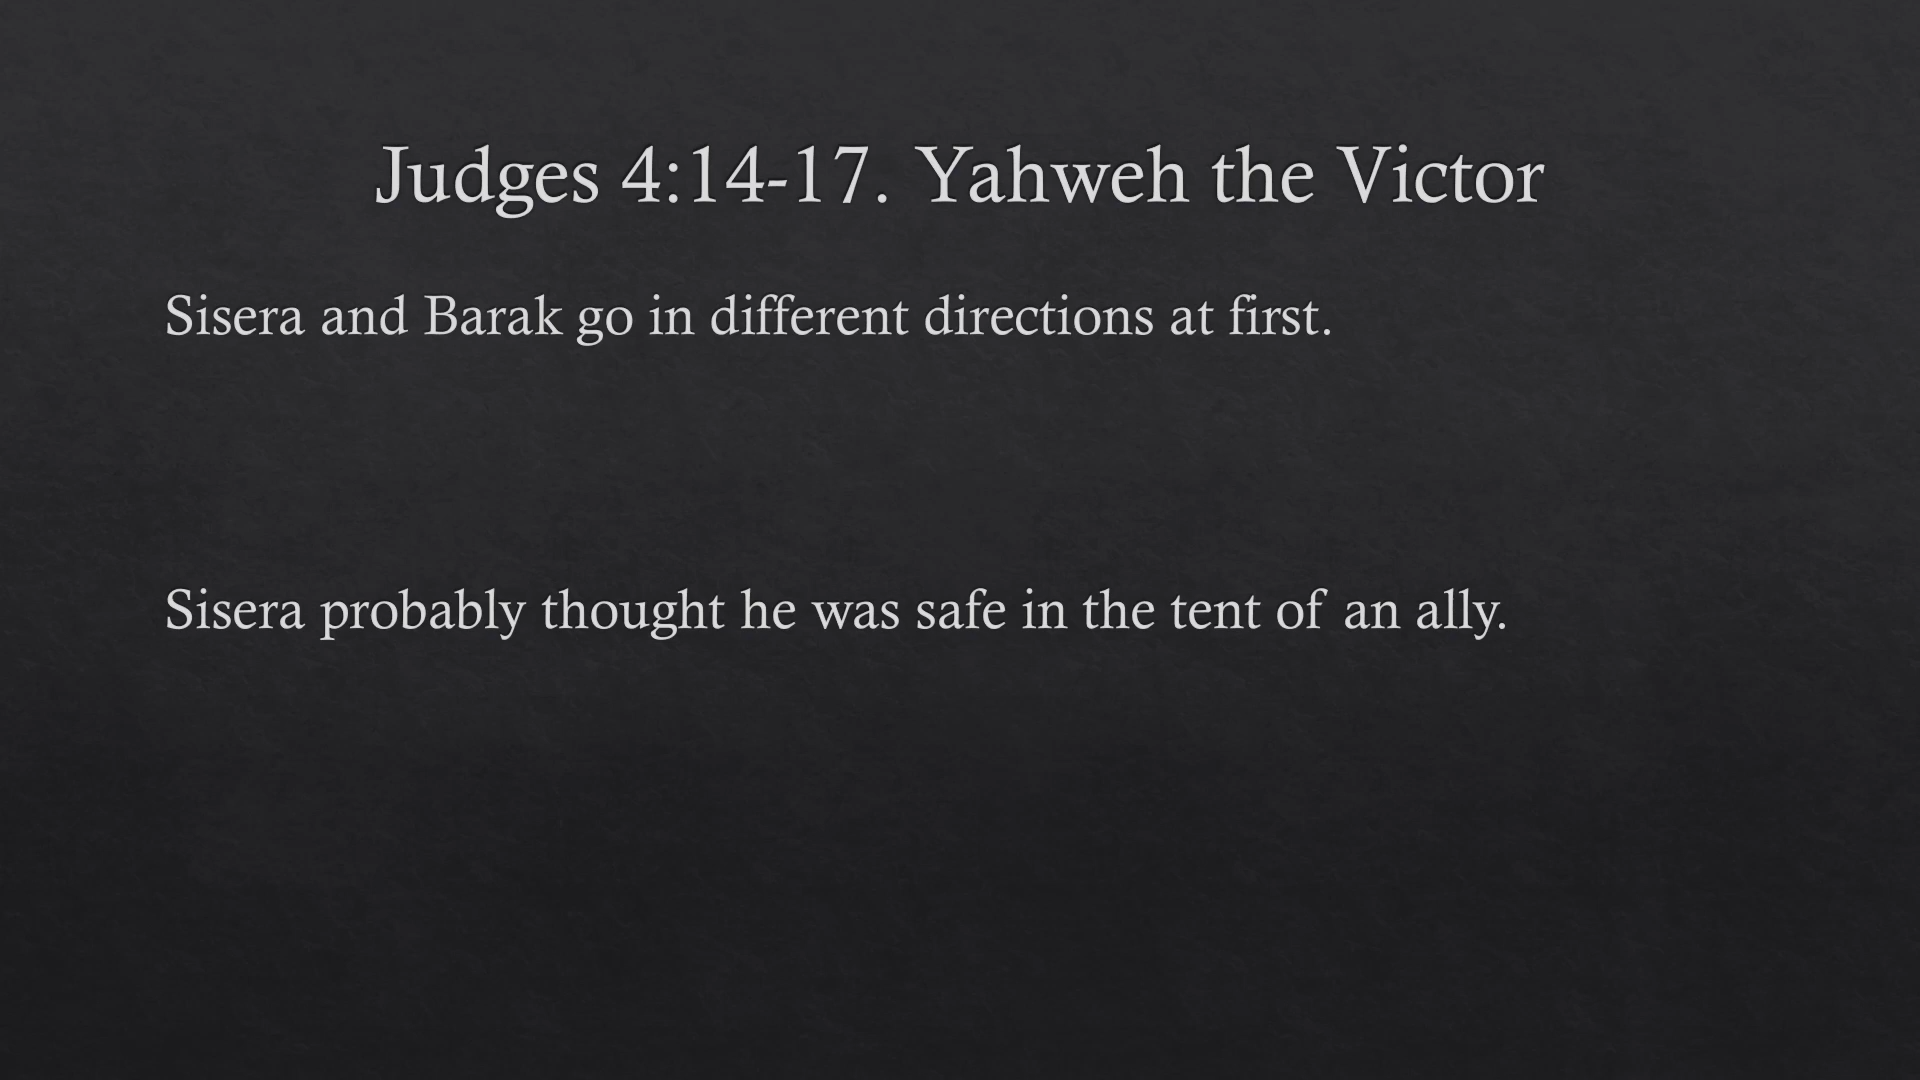 Judges 4:14-17. Yahweh the Victor
Sisera and Barak go in different directions at first.
Sisera probably thought he was safe in the tent of an ally.